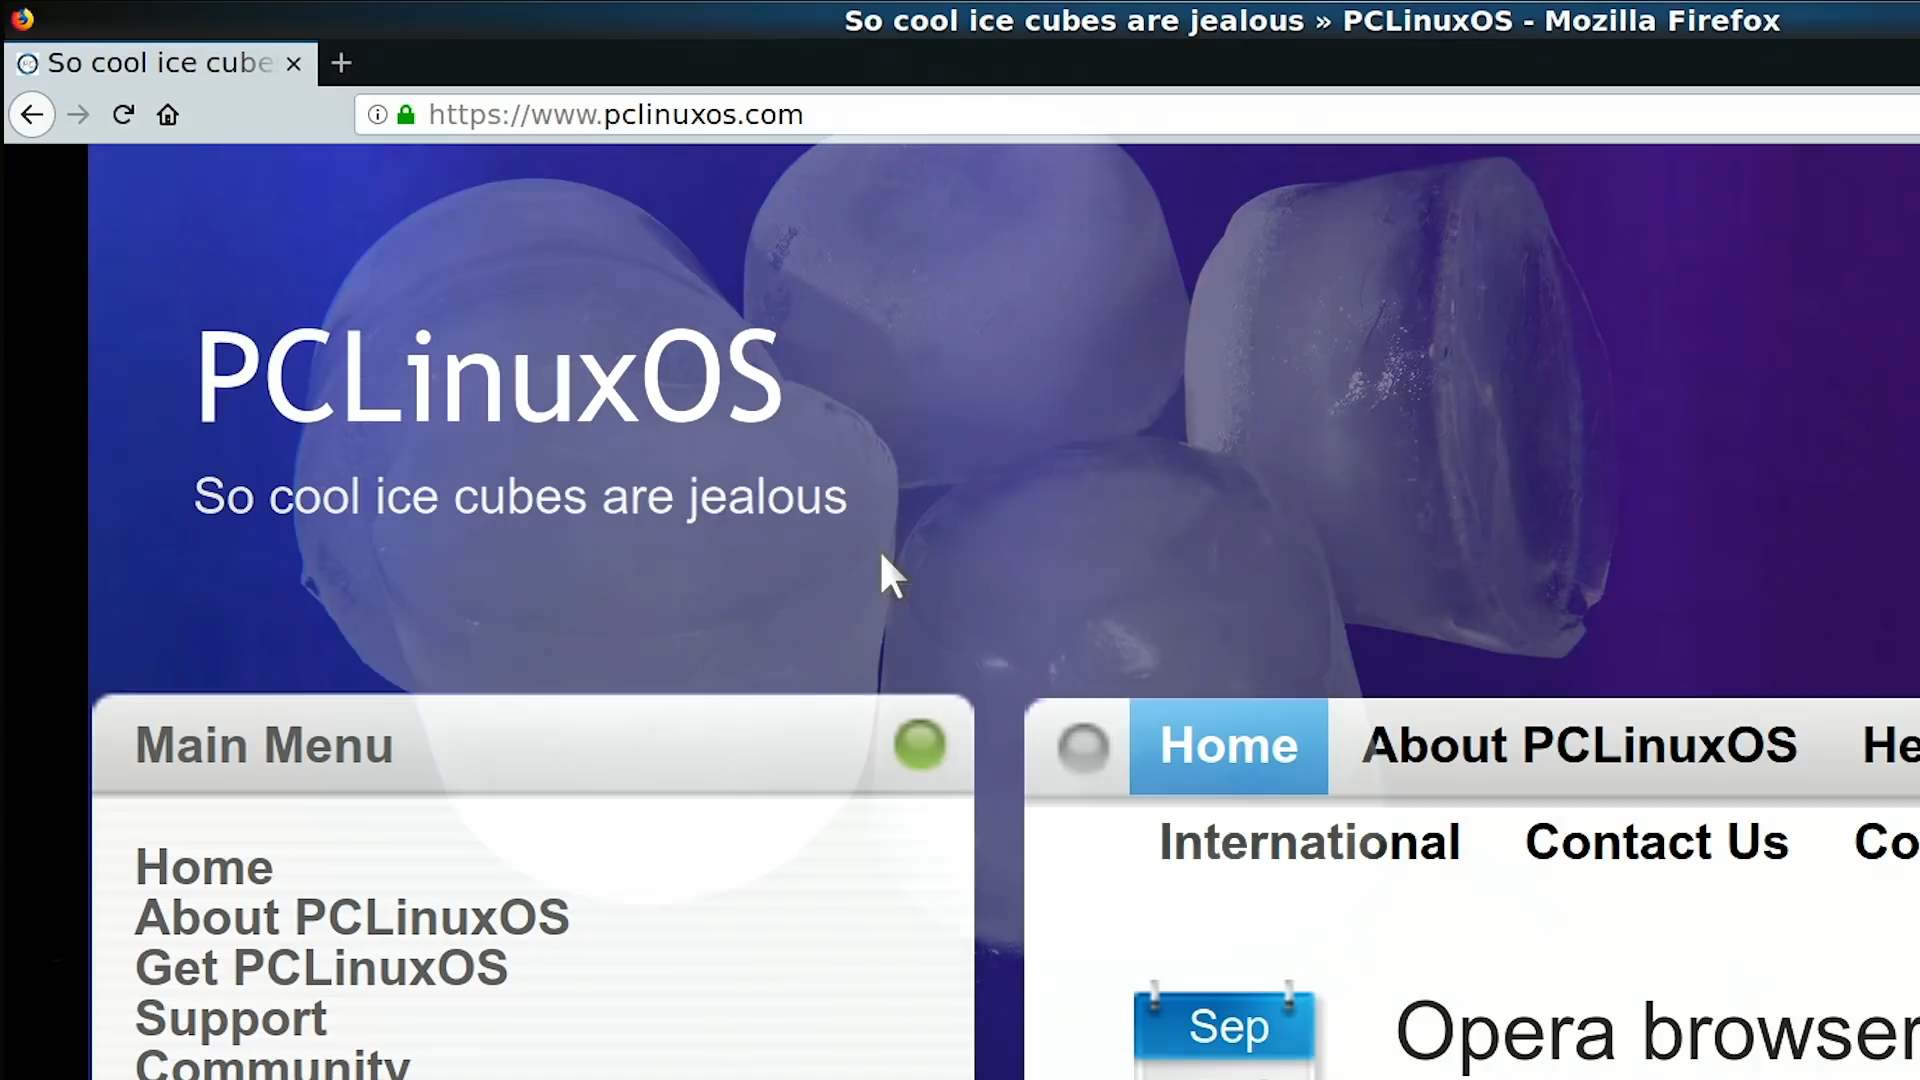 So cool ice cubes are jealous » PCLinuxOS - Mozilla Firefox
So cool ice cube
https://www.pclinuxos.com
PCLinuxOS
So cool ice cubes are jealous
Main Menu
Home About PCLinuxOS He
International Contact Us Co
Home
About PCLinuxOS
Get PCLinuxOS
Support
Community
Sep
Opera browser